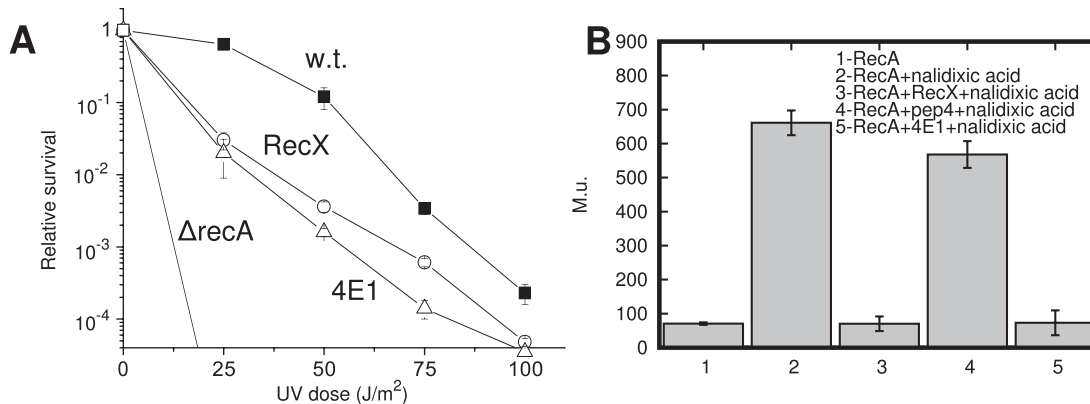 A
Relative survival
1
10-1
10-2
10-3
10-4
w.t.
RecX
ΔrecA
4E1
0 25 50 75 100
UV dose (J/m2)
B
M.u.
900
800
700
600
500
400
300
200
100
0
1-RecA
2-RecA+nalidixic acid
3-RecA+RecX+nalidixic acid
4-RecA+pep4+nalidixic acid
5-RecA+4E1+nalidixic acid
1 2 3 4 5